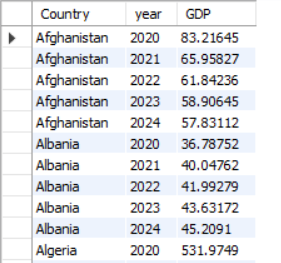 Country year GDP
Afghanistan 2020 83.21645
Afghanistan 2021 65.95827
Afghanistan 2022 61.84236
Afghanistan 2023 58.90645
Afghanistan 2024 57.83112
Albania 2020 36.78752
Albania 2021 40.04762
Albania 2022 41.99279
Albania 2023 43.63172
Albania 2024 45.2091
Algeria 2020 531.9749